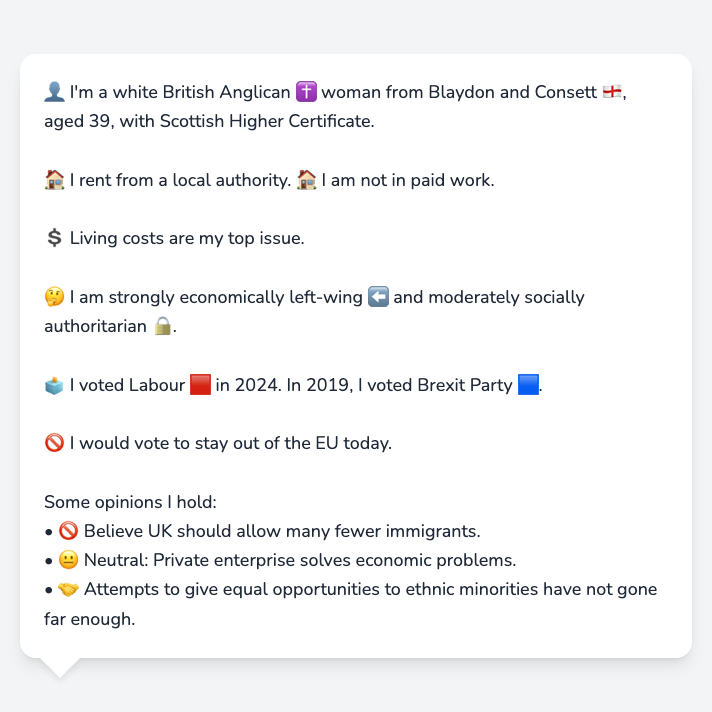 👤 I'm a white British Anglican ✝️ woman from Blaydon and Consett 🏴󠁧󠁢󠁥󠁮󠁧󠁿,
aged 39, with Scottish Higher Certificate.
🏠 I rent from a local authority. 🏠 I am not in paid work.
💲 Living costs are my top issue.
🤔 I am strongly economically left-wing ⬅️ and moderately socially
authoritarian 🔒.
🗳️ I voted Labour 🟥 in 2024. In 2019, I voted Brexit Party 🟦.
🚫 I would vote to stay out of the EU today.
Some opinions I hold:
• 🚫 Believe UK should allow many fewer immigrants.
• 😐 Neutral: Private enterprise solves economic problems.
• 🤝 Attempts to give equal opportunities to ethnic minorities have not gone
far enough.